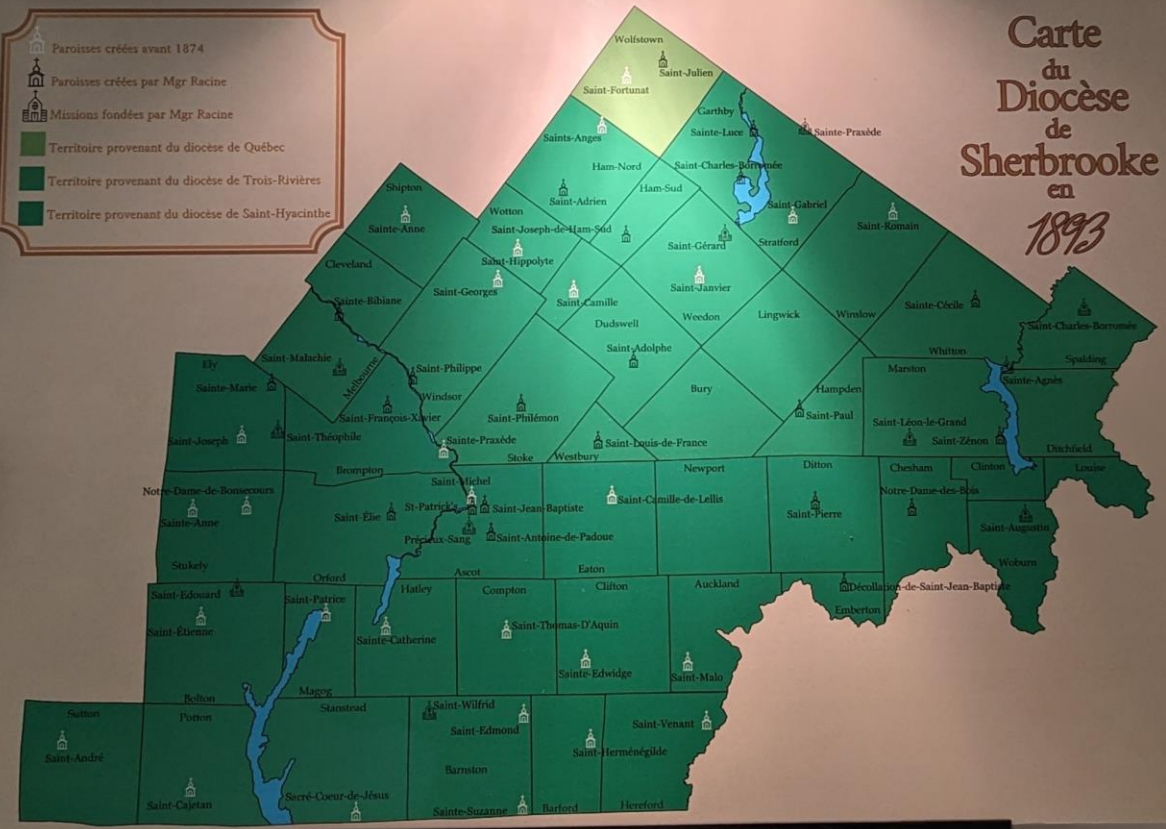 Paroisses créées avant 1874
Paroisses créées par Mgr Racine
Missions fondées par Mgr Racine
Territoire provenant du diocèse de Québec
Territoire provenant du diocèse de Trois-Rivières
Territoire provenant du diocèse de Saint-Hyacinthe
Carte
du
Diocèse
de
Sherbrooke
en
1893
Wolfstown
Saint-Julien
Saint-Fortunat
Garthby
Saints-Anges
Sainte-Luce
Sainte-Praxède
Ham-Nord
Saint-Charles-Borromée
Shipton
Saint-Adrien
Ham-Sud
Wotton
Saint-Gabriel
Sainte-Anne
Saint-Joseph-de-Ham-Sud
Saint-Gérard
Stratford
Saint-Romain
Saint-Hippolyte
Cleveland
Saint-Georges
Saint-Janvier
Sainte-Bibiane
Saint-Camille
Sainte-Cécile
Dudswell
Weedon
Lingwick
Winslow
Saint-Charles-Borromée
Saint-Adolphe
Whitton
Spalding
Ely
Saint-Malachie
Melbourne
Saint-Philippe
Marston
Sainte-Agnès
Sainte-Marie
Windsor
Bury
Hampden
Saint-François-Xavier
Saint-Philémon
Saint-Paul
Saint-Léon-le-Grand
Saint-Joseph
Saint-Théophile
Sainte-Praxède
Saint-Louis-de-France
Saint-Zénon
Stoke
Westbury
Ditchfield
Brompton
Newport
Ditton
Chesham
Clinton
Louise
Saint-Michel
Notre-Dame-de-Bonsecours
Notre-Dame-des-Bois
Saint-Camille-de-Lellis
Sainte-Anne
Saint-Élie
St-Patrick's
Saint-Jean-Baptiste
Saint-Pierre
Saint-Augustin
Précieux-Sang
Saint-Antoine-de-Padoue
Stukely
Woburn
Orford
Ascot
Eaton
Hatley
Compton
Clifton
Auckland
Décollation-de-Saint-Jean-Baptiste
Saint-Edouard
Saint-Patrice
Emberton
Saint-Étienne
Sainte-Catherine
Saint-Thomas-D'Aquin
Sainte-Edwidge
Saint-Malo
Bolton
Magog
Sutton
Potton
Stanstead
Saint-Wilfrid
Saint-Edmond
Saint-Venant
Saint-André
Saint-Herménégilde
Barnston
Saint-Cajetan
Sacré-Coeur-de-Jésus
Sainte-Suzanne
Barford
Hereford